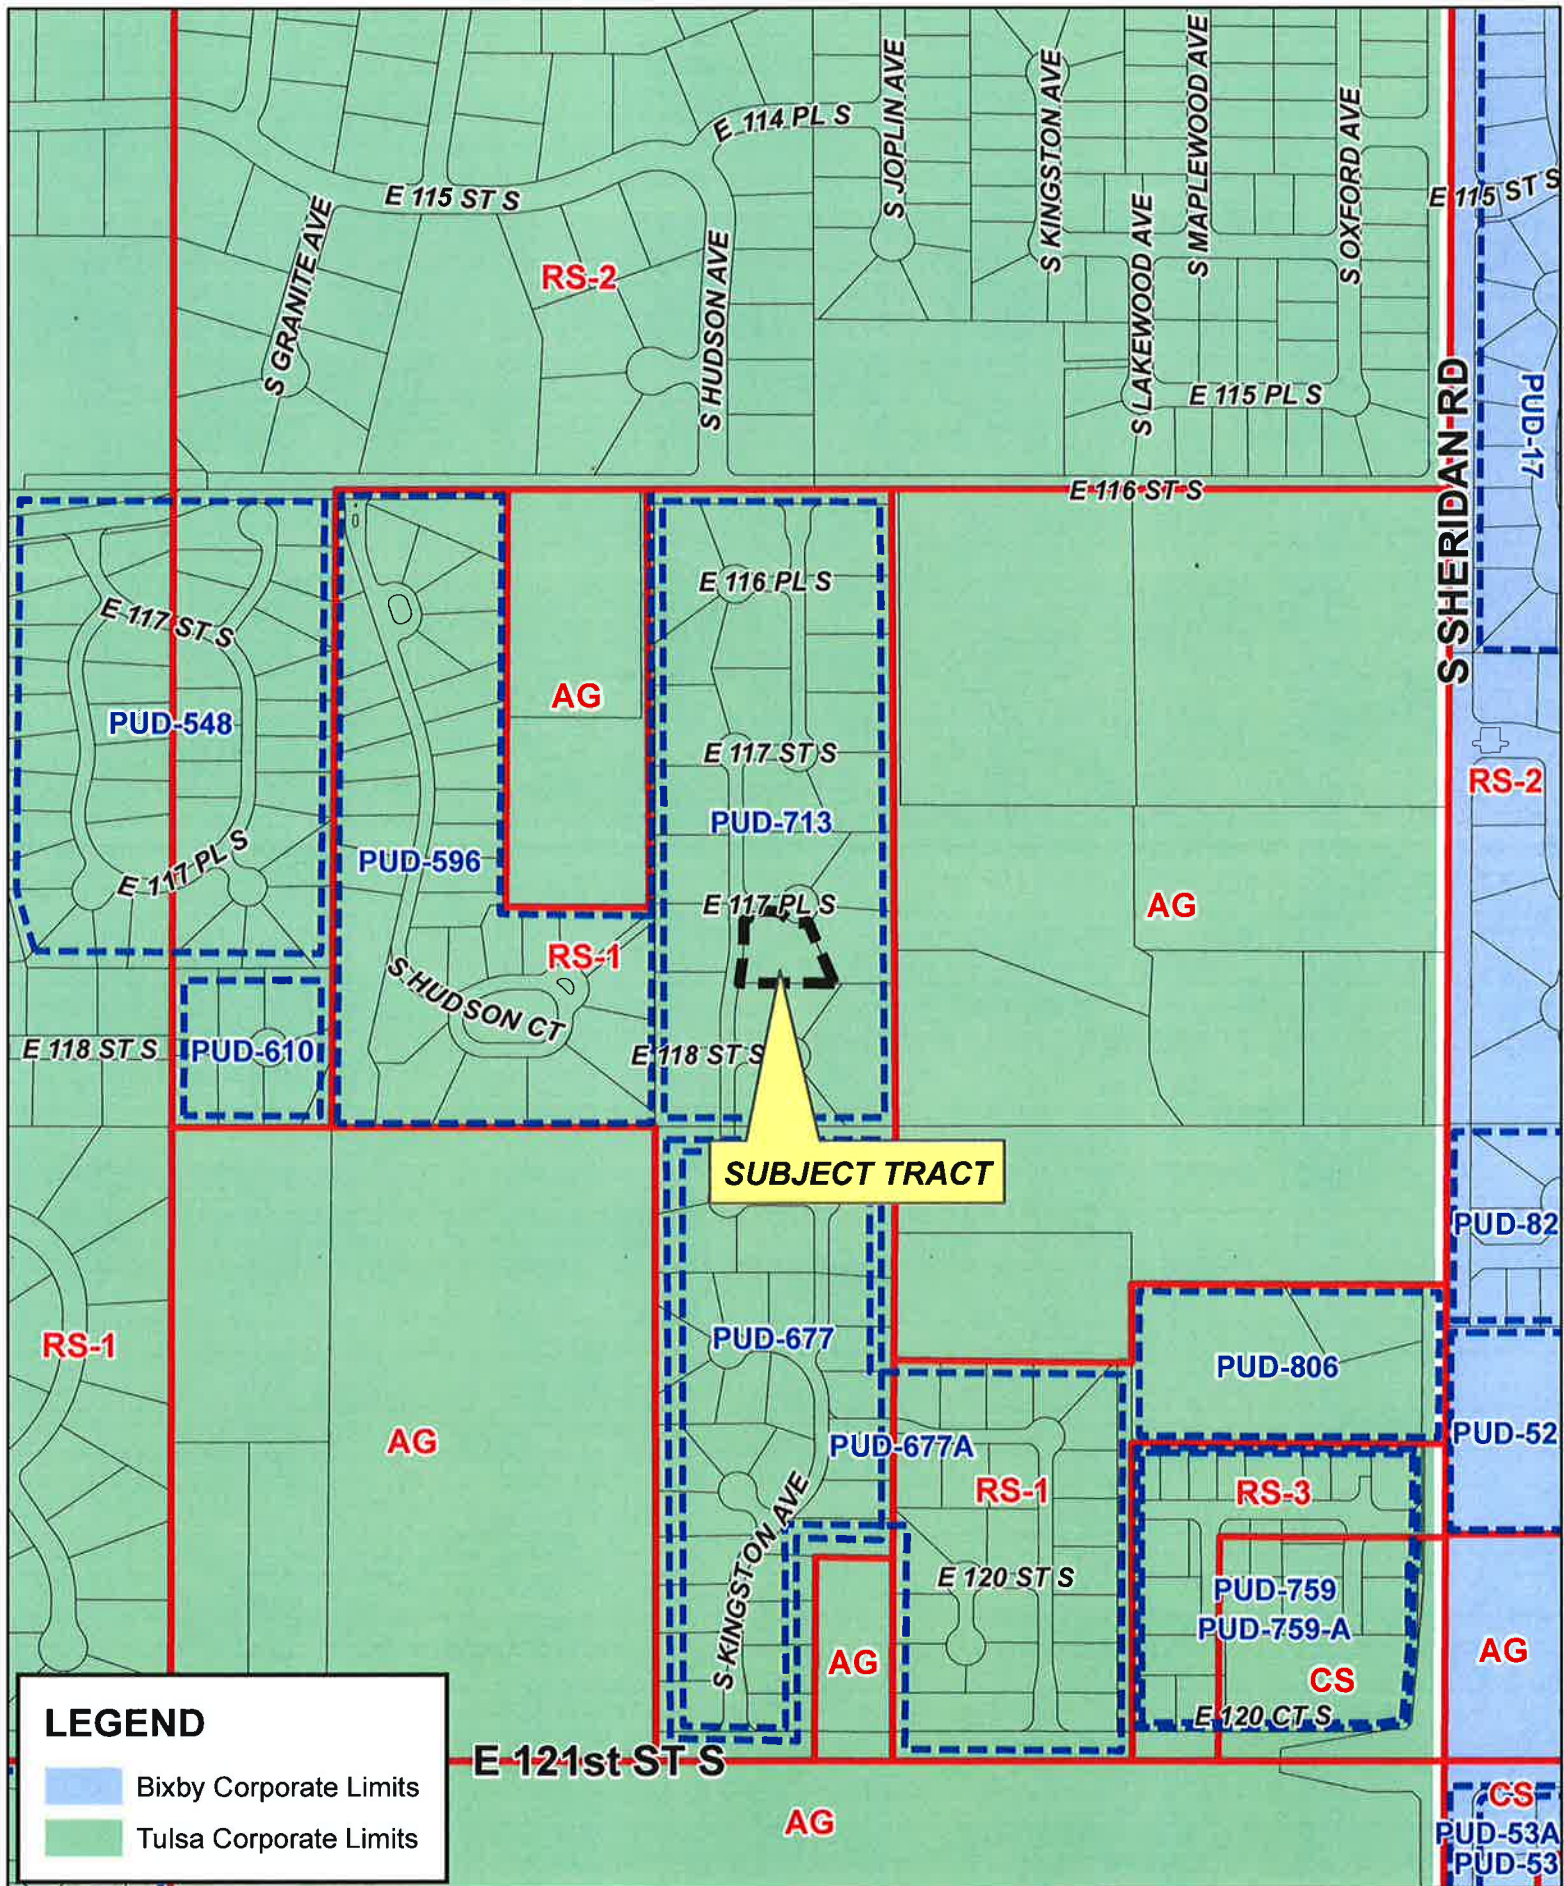 E 114 PL S
S JOPLIN AVE
S KINGSTON AVE
S MAPLEWOOD AVE
S OXFORD AVE
E 115 ST S
E 115 ST S
S GRANITE AVE
RS-2
S HUDSON AVE
S LAKEWOOD AVE
E 115 PL S
PUD-17
S SHERIDAN RD
E 116 ST S
E 116 PL S
E 117 ST S
AG
PUD-548
E 117 ST S
RS-2
PUD-713
PUD-596
E 117 PL S
E 117 PL S
AG
RS-1
S HUDSON CT
E 118 ST S
PUD-610
E 118 ST S
SUBJECT TRACT
PUD-82
PUD-677
RS-1
PUD-806
AG
PUD-677A
PUD-52
RS-1
RS-3
S KINGSTON AVE
E 120 ST S
PUD-759
PUD-759-A
AG
CS
AG
E 120 CT S
LEGEND
Bixby Corporate Limits
Tulsa Corporate Limits
E 121st ST S
AG
CS
PUD-53A
PUD-53